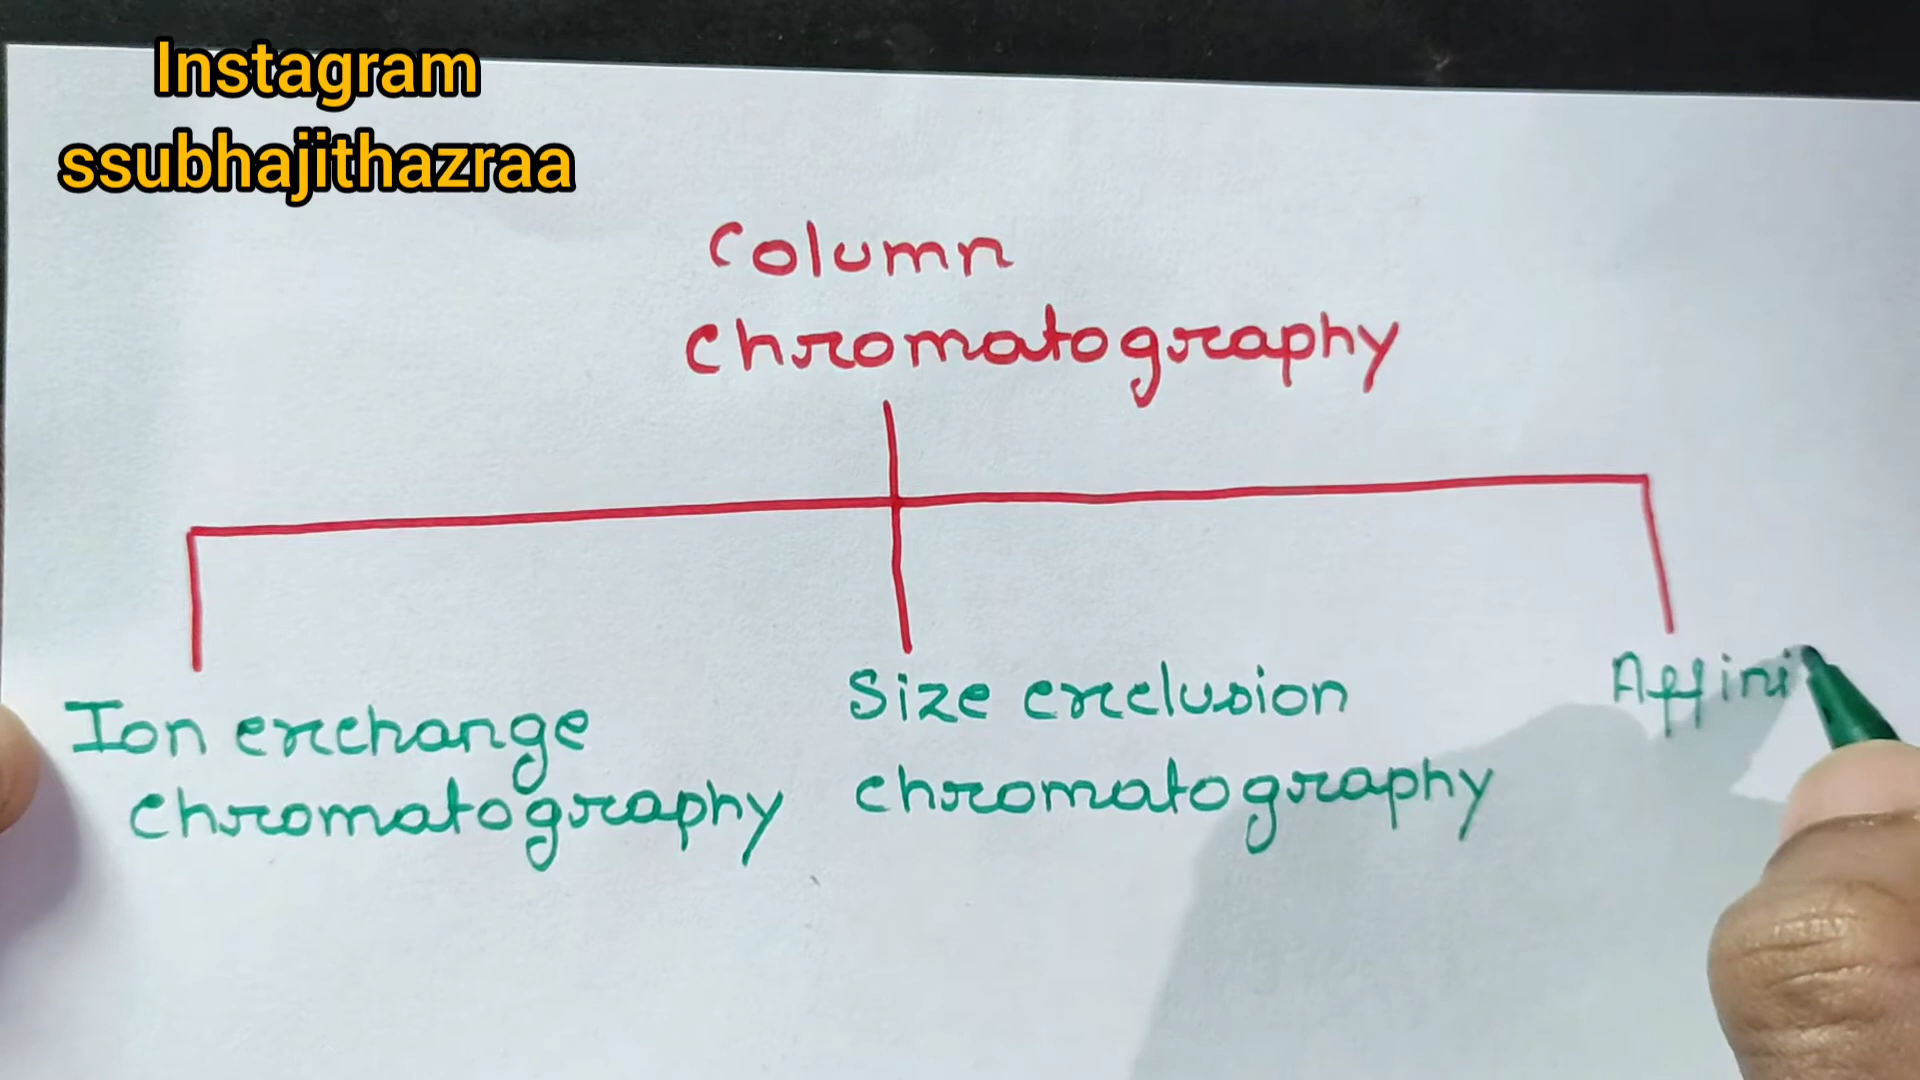 Instagram
ssubhajithazraa
Column
chromatography
Ion exchange
chromatography
Size exclusion
chromatography
Affini